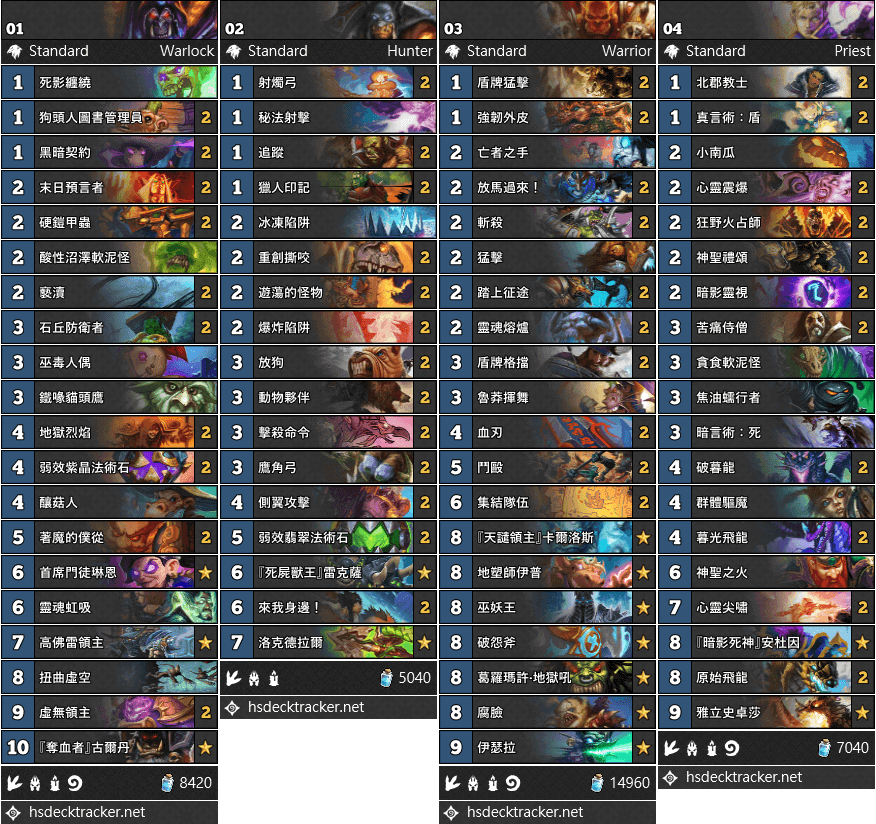 01
Standard Warlock
1 死影纏繞
1 狗頭人圖書管理員 2
1 黑暗契約 2
2 末日預言者 2
2 硬鎧甲蟲 2
2 酸性沼澤軟泥怪
2 褻瀆 2
3 石丘防衛者 2
3 巫毒人偶 2
3 鐵喙貓頭鷹
4 地獄烈焰 2
4 弱效紫晶法術石 2
4 釀菇人
5 著魔的僕從 2
6 首席門徒琳恩
6 靈魂虹吸
7 高佛雷領主
8 扭曲虛空
9 虛無領主 2
10 『奪血者』古爾丹
8420
hsdecktracker.net
02
Standard Hunter
1 射燭弓 2
1 秘法射擊
1 追蹤 2
1 獵人印記 2
2 冰凍陷阱
2 重創撕咬 2
2 遊蕩的怪物 2
2 爆炸陷阱 2
3 放狗 2
3 動物夥伴 2
3 擊殺命令 2
3 鷹角弓 2
4 側翼攻擊 2
5 弱效翡翠法術石 2
6 『死屍獸王』雷克薩
6 來我身邊！ 2
7 洛克德拉爾
5040
hsdecktracker.net
03
Standard Warrior
1 盾牌猛擊 2
1 強韌外皮 2
2 亡者之手 2
2 放馬過來！ 2
2 斬殺 2
2 猛擊 2
2 踏上征途 2
2 靈魂熔爐 2
3 盾牌格擋 2
3 魯莽揮舞 2
4 血刃 2
5 鬥毆 2
6 集結隊伍 2
8 『天譴領主』卡爾洛斯
8 地塑師伊普
8 巫妖王
8 破怨斧
8 葛羅瑪許·地獄吼
8 腐臉
9 伊瑟拉
14960
hsdecktracker.net
04
Standard Priest
1 北郡教士 2
1 真言術：盾 2
2 小南瓜 2
2 心靈震爆 2
2 狂野火占師 2
2 神聖禮頌 2
2 暗影靈視 2
3 苦痛侍僧 2
3 貪食軟泥怪
3 焦油蠕行者
3 暗言術：死
4 破暮龍 2
4 群體驅魔
4 暮光飛龍 2
6 神聖之火
7 心靈尖嘯 2
8 『暗影死神』安杜因
8 原始飛龍 2
9 雅立史卓莎
7040
hsdecktracker.net